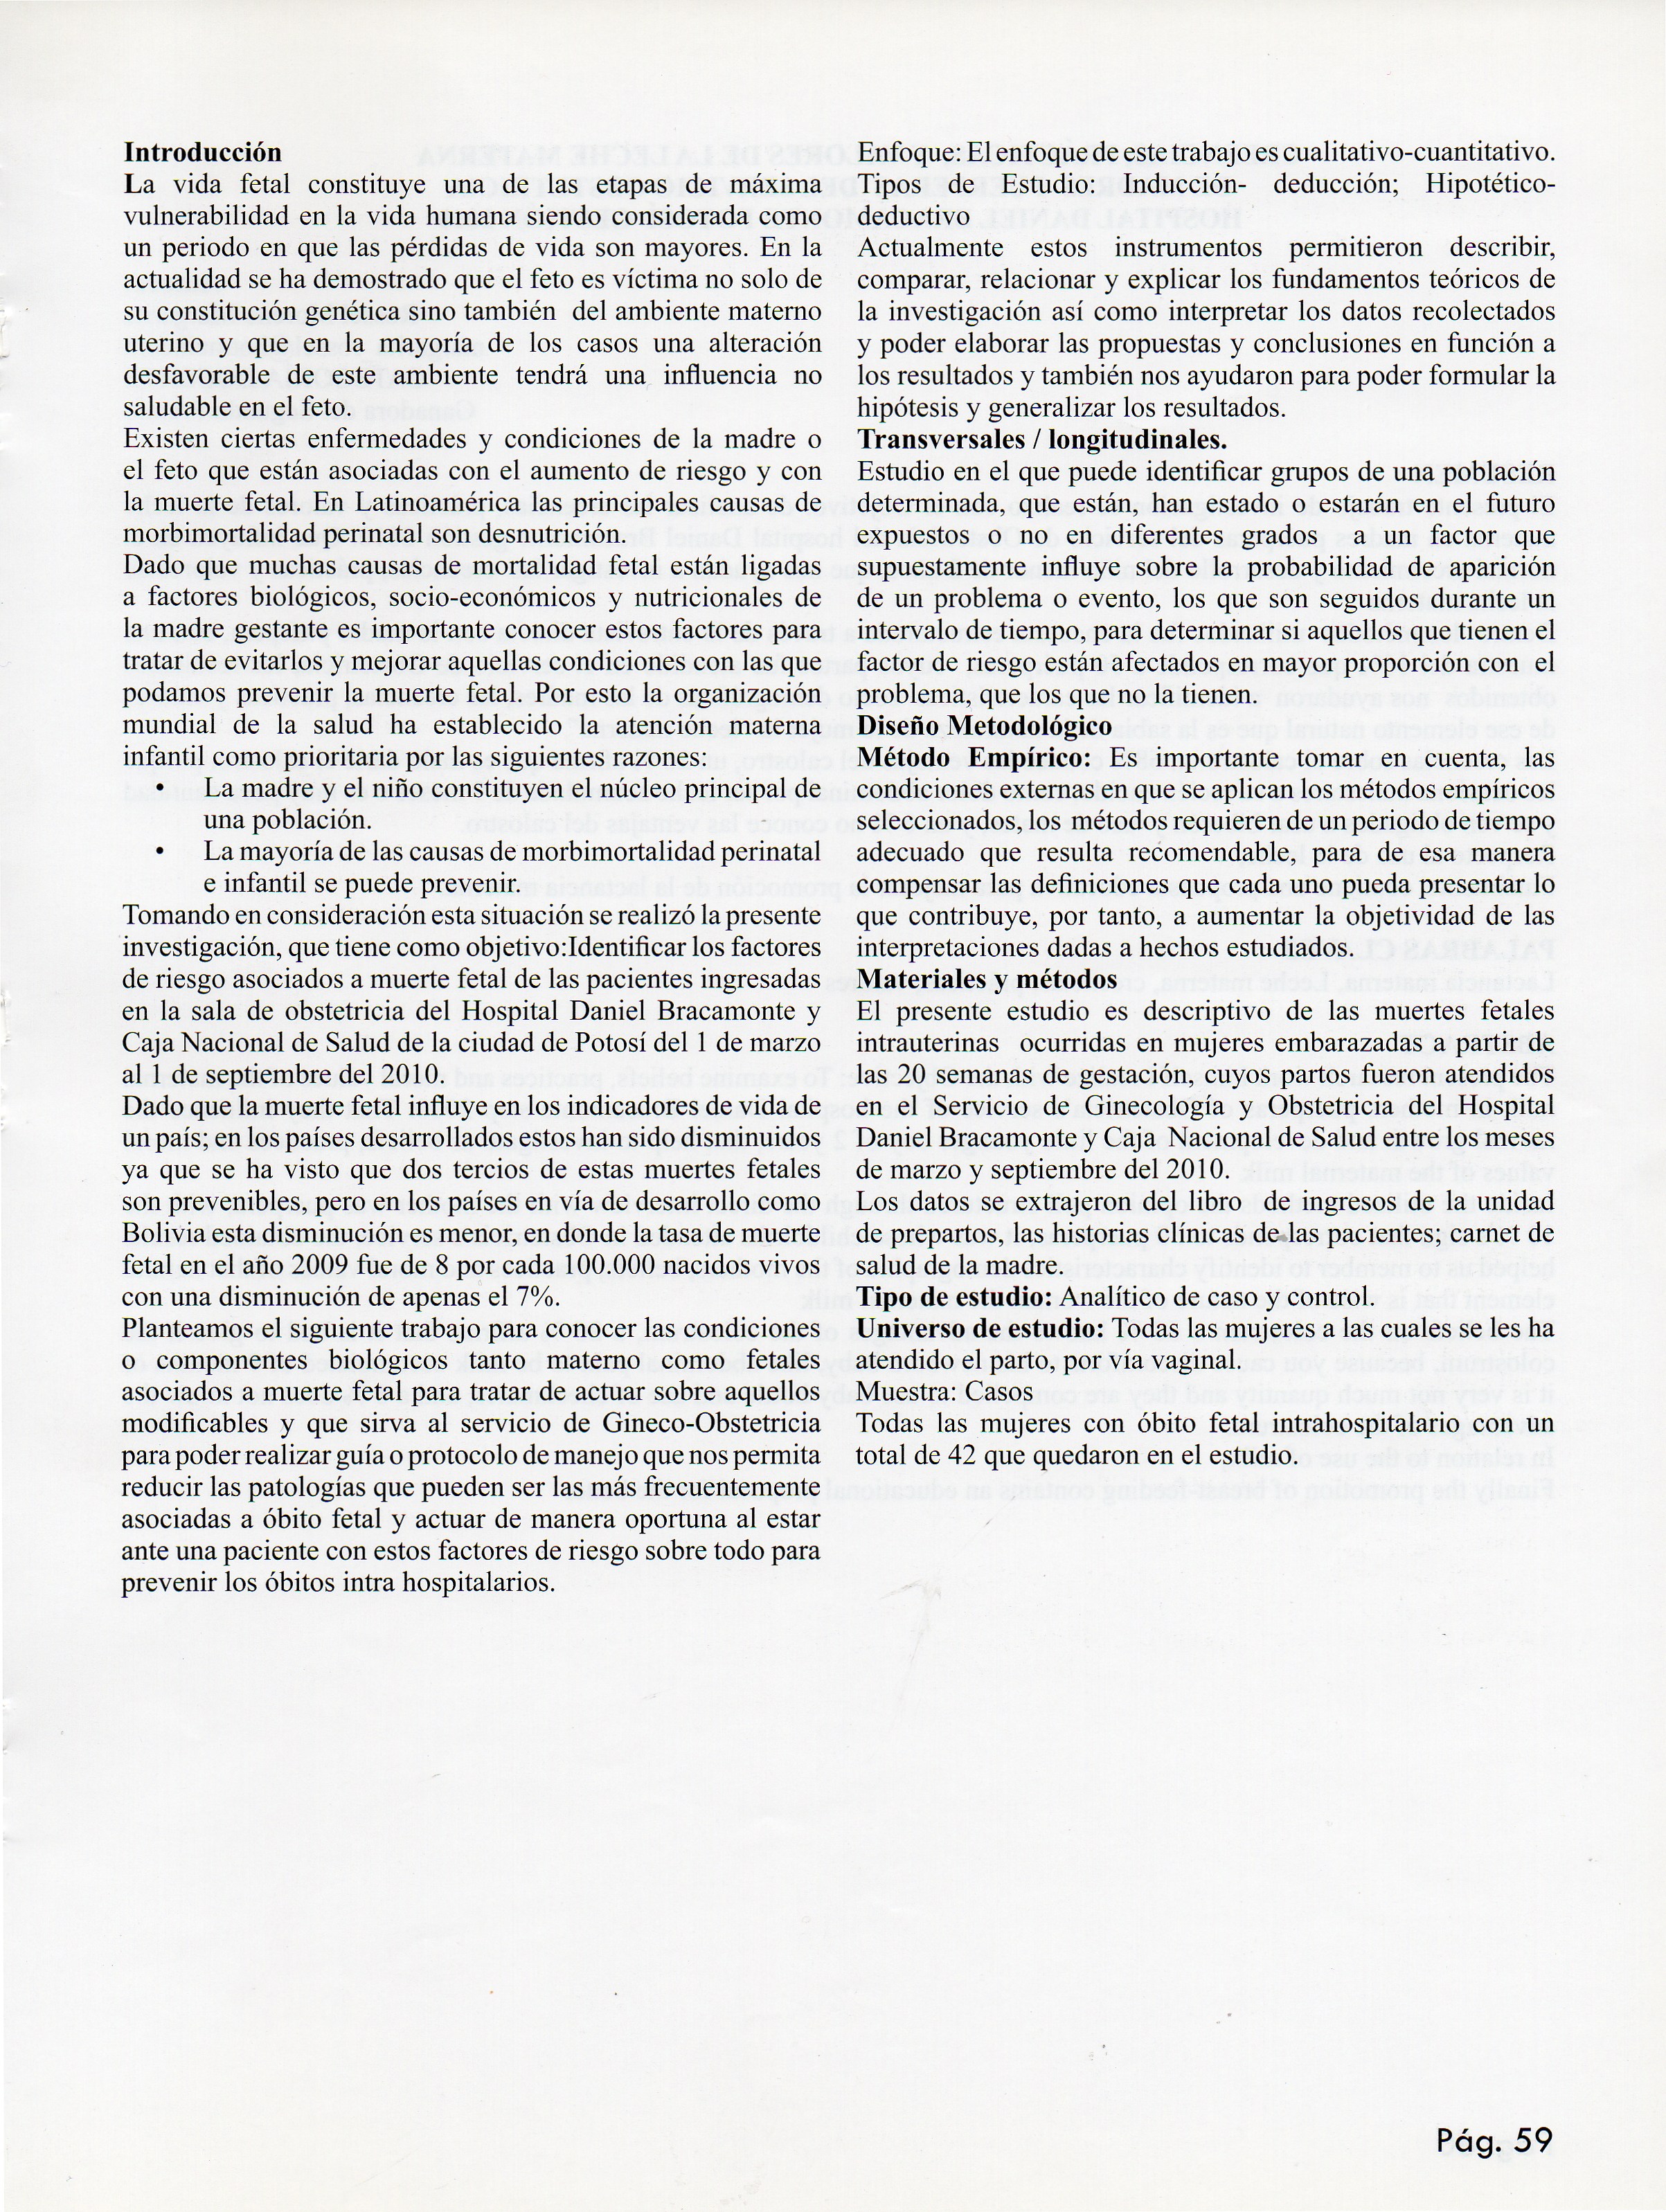 Introducción
La vida fetal constituye una de las etapas de máxima
vulnerabilidad en la vida humana siendo considerada como
un periodo en que las pérdidas de vida son mayores. En la
actualidad se ha demostrado que el feto es víctima no solo de
su constitución genética sino también del ambiente materno
uterino y que en la mayoría de los casos una alteración
desfavorable de este ambiente tendrá una influencia no
saludable en el feto.
Existen ciertas enfermedades y condiciones de la madre o
el feto que están asociadas con el aumento de riesgo y con
la muerte fetal. En Latinoamérica las principales causas de
morbimortalidad perinatal son desnutrición.
Dado que muchas causas de mortalidad fetal están ligadas
a factores biológicos, socio-económicos y nutricionales de
la madre gestante es importante conocer estos factores para
tratar de evitarlos y mejorar aquellas condiciones con las que
podamos prevenir la muerte fetal. Por esto la organización
mundial de la salud ha establecido la atención materna
infantil como prioritaria por las siguientes razones:
• La madre y el niño constituyen el núcleo principal de
una población.
• La mayoría de las causas de morbimortalidad perinatal
e infantil se puede prevenir.
Tomando en consideración esta situación se realizó la presente
investigación, que tiene como objetivo:Identificar los factores
de riesgo asociados a muerte fetal de las pacientes ingresadas
en la sala de obstetricia del Hospital Daniel Bracamonte y
Caja Nacional de Salud de la ciudad de Potosí del 1 de marzo
al 1 de septiembre del 2010.
Dado que la muerte fetal influye en los indicadores de vida de
un país; en los países desarrollados estos han sido disminuidos
ya que se ha visto que dos tercios de estas muertes fetales
son prevenibles, pero en los países en vía de desarrollo como
Bolivia esta disminución es menor, en donde la tasa de muerte
fetal en el año 2009 fue de 8 por cada 100.000 nacidos vivos
con una disminución de apenas el 7%.
Planteamos el siguiente trabajo para conocer las condiciones
o componentes biológicos tanto materno como fetales
asociados a muerte fetal para tratar de actuar sobre aquellos
modificables y que sirva al servicio de Gineco-Obstetricia
para poder realizar guía o protocolo de manejo que nos permita
reducir las patologías que pueden ser las más frecuentemente
asociadas a óbito fetal y actuar de manera oportuna al estar
ante una paciente con estos factores de riesgo sobre todo para
prevenir los óbitos intra hospitalarios.
Enfoque: El enfoque de este trabajo es cualitativo-cuantitativo.
Tipos de Estudio: Inducción- deducción; Hipotético-
deductivo
Actualmente estos instrumentos permitieron describir,
comparar, relacionar y explicar los fundamentos teóricos de
la investigación así como interpretar los datos recolectados
y poder elaborar las propuestas y conclusiones en función a
los resultados y también nos ayudaron para poder formular la
hipótesis y generalizar los resultados.
Transversales / longitudinales.
Estudio en el que puede identificar grupos de una población
determinada, que están, han estado o estarán en el futuro
expuestos o no en diferentes grados a un factor que
supuestamente influye sobre la probabilidad de aparición
de un problema o evento, los que son seguidos durante un
intervalo de tiempo, para determinar si aquellos que tienen el
factor de riesgo están afectados en mayor proporción con el
problema, que los que no la tienen.
Diseño Metodológico
Método Empírico: Es importante tomar en cuenta, las
condiciones externas en que se aplican los métodos empíricos
seleccionados, los métodos requieren de un periodo de tiempo
adecuado que resulta recomendable, para de esa manera
compensar las definiciones que cada uno pueda presentar lo
que contribuye, por tanto, a aumentar la objetividad de las
interpretaciones dadas a hechos estudiados.
Materiales y métodos
El presente estudio es descriptivo de las muertes fetales
intrauterinas ocurridas en mujeres embarazadas a partir de
las 20 semanas de gestación, cuyos partos fueron atendidos
en el Servicio de Ginecología y Obstetricia del Hospital
Daniel Bracamonte y Caja Nacional de Salud entre los meses
de marzo y septiembre del 2010.
Los datos se extrajeron del libro de ingresos de la unidad
de prepartos, las historias clínicas de las pacientes; carnet de
salud de la madre.
Tipo de estudio: Analítico de caso y control.
Universo de estudio: Todas las mujeres a las cuales se les ha
atendido el parto, por vía vaginal.
Muestra: Casos
Todas las mujeres con óbito fetal intrahospitalario con un
total de 42 que quedaron en el estudio.
Pág. 59